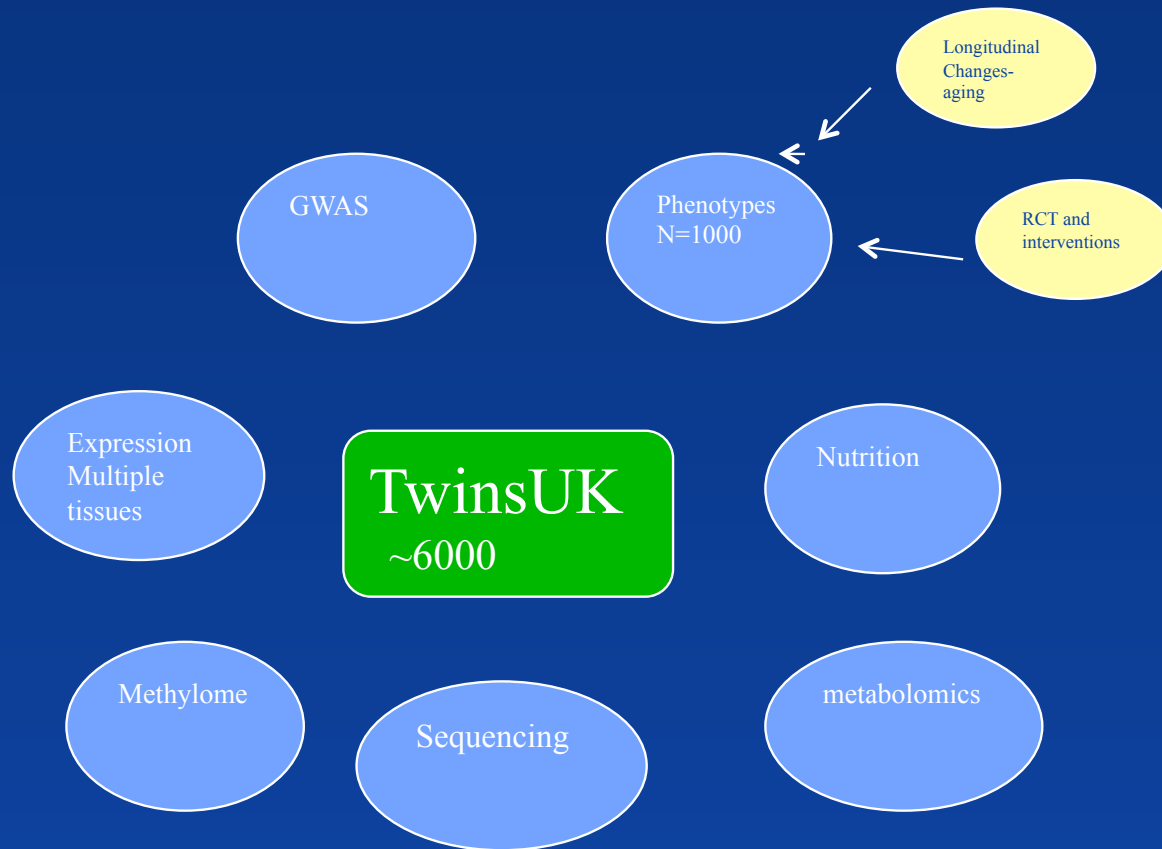 Longitudinal
Changes-
aging
GWAS
Phenotypes
N=1000
RCT and
interventions
Expression
Multiple
tissues
TwinsUK
~6000
Nutrition
Methylome
Sequencing
metabolomics